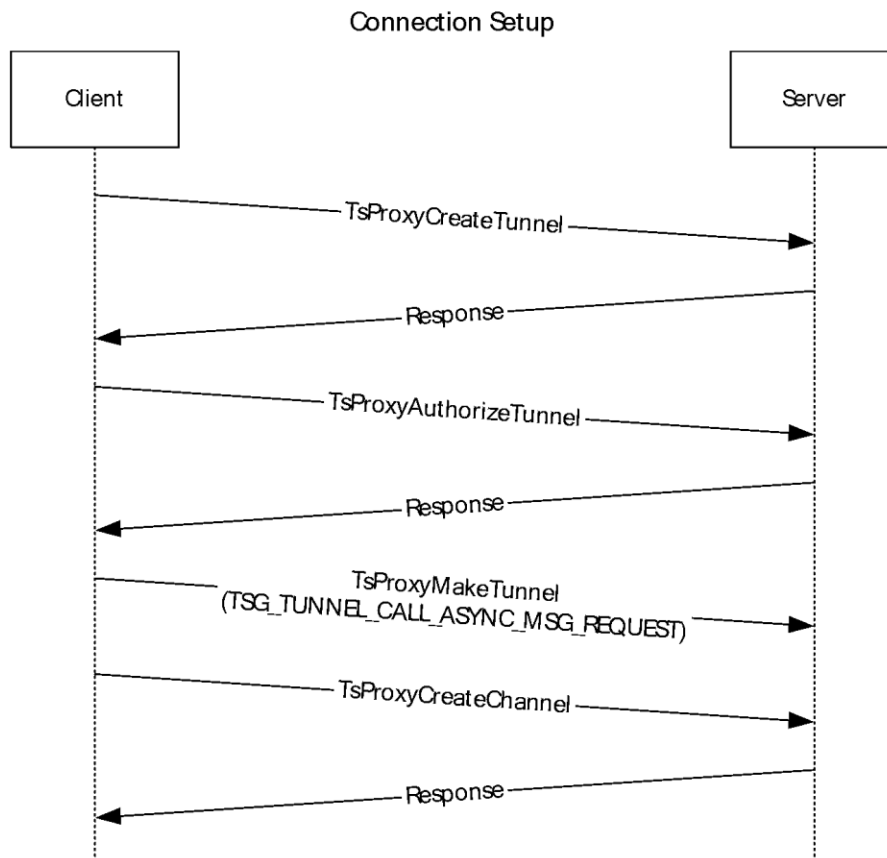 Connection Setup
Client
Server
TsProxyCreateTunnel
Response
TsProxyAuthorizeTunnel
Response
TsProxyMakeTunnel
(TSG_TUNNEL_CALL_ASYNC_MSG_REQUEST)
TsProxyCreateChannel
Response